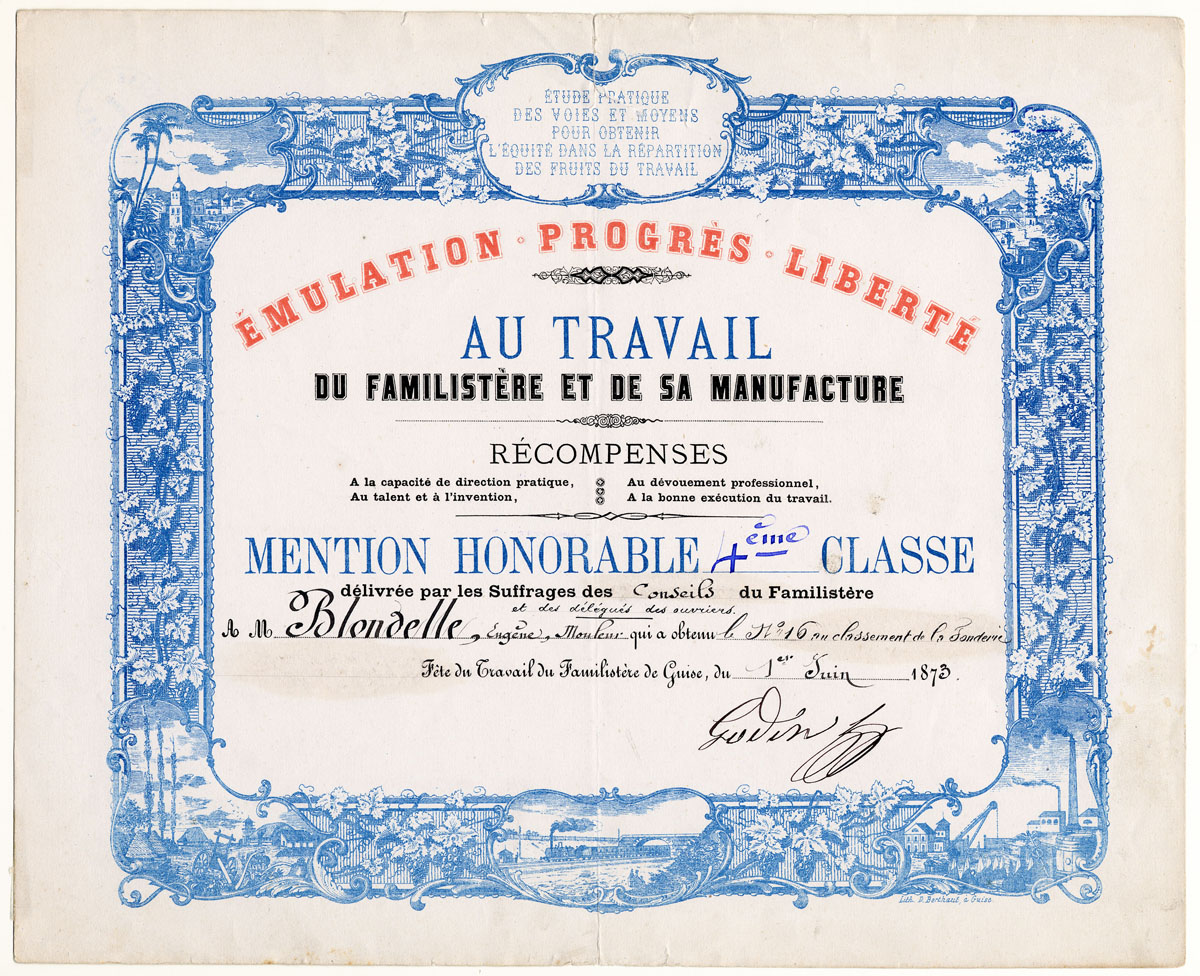 ÉTUDE PRATIQUE
DES VOIES ET MOYENS
POUR OBTENIR
L'ÉQUITÉ DANS LA RÉPARTITION
DES FRUITS DU TRAVAIL
ÉMULATION · PROGRÈS · LIBERTÉ
AU TRAVAIL
DU FAMILISTÈRE ET DE SA MANUFACTURE
RÉCOMPENSES
A la capacité de direction pratique,
Au talent et à l'invention,
Au dévouement professionnel,
A la bonne exécution du travail.
MENTION HONORABLE 4ème CLASSE
délivrée par les Suffrages des Conseils du Familistère
et des délégués des ouvriers.
A M Blondelle, Eugène, Mouleur qui a obtenu le No 16 au classement de la Fonderie
Fête du Travail du Familistère de Guise, du 1er Juin 1873.
Godin
Lith. D. Berthaut, a Guise